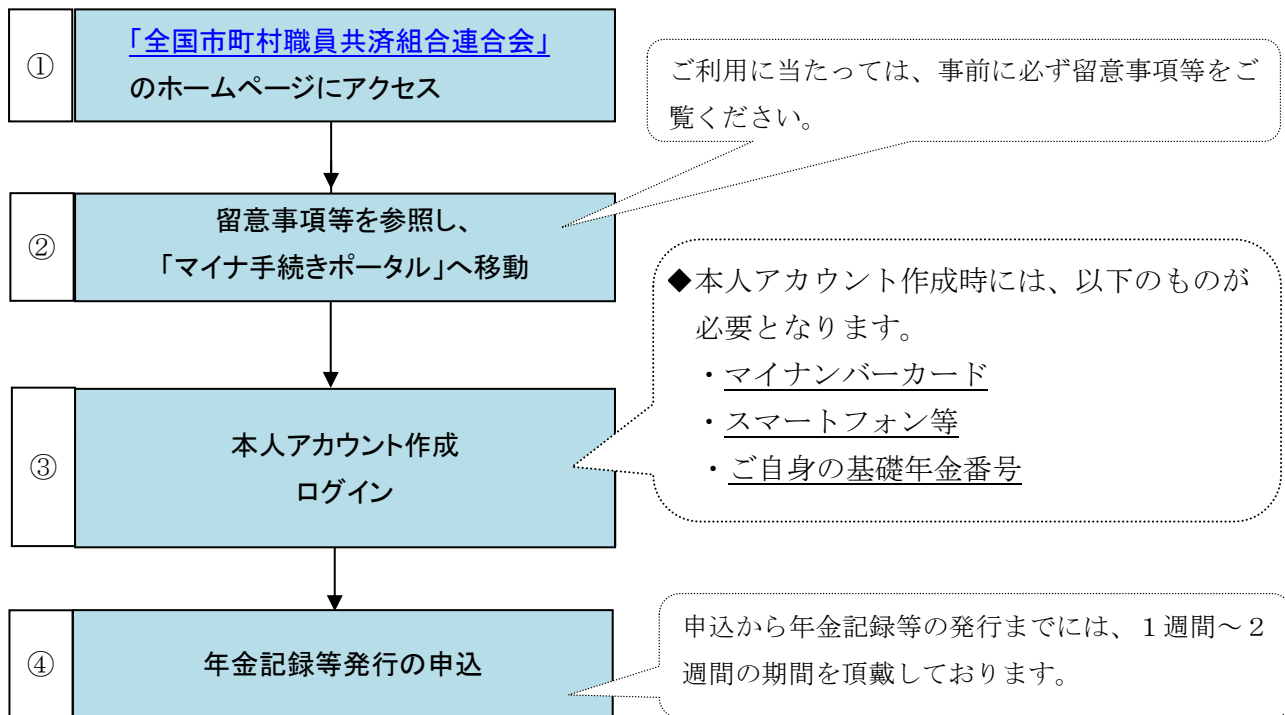 ①
「全国市町村職員共済組合連合会」
のホームページにアクセス
ご利用に当たっては、事前に必ず留意事項等をご
覧ください。
②
留意事項等を参照し、
「マイナ手続きポータル」へ移動
③
本人アカウント作成
ログイン
◆本人アカウント作成時には、以下のものが
必要となります。
・マイナンバーカード
・スマートフォン等
・ご自身の基礎年金番号
④
年金記録等発行の申込
申込から年金記録等の発行までには、１週間～２
週間の期間を頂戴しております。